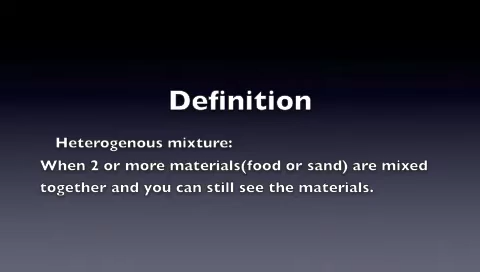 Definition
Heterogenous mixture:
When 2 or more materials(food or sand) are mixed
together and you can still see the materials.